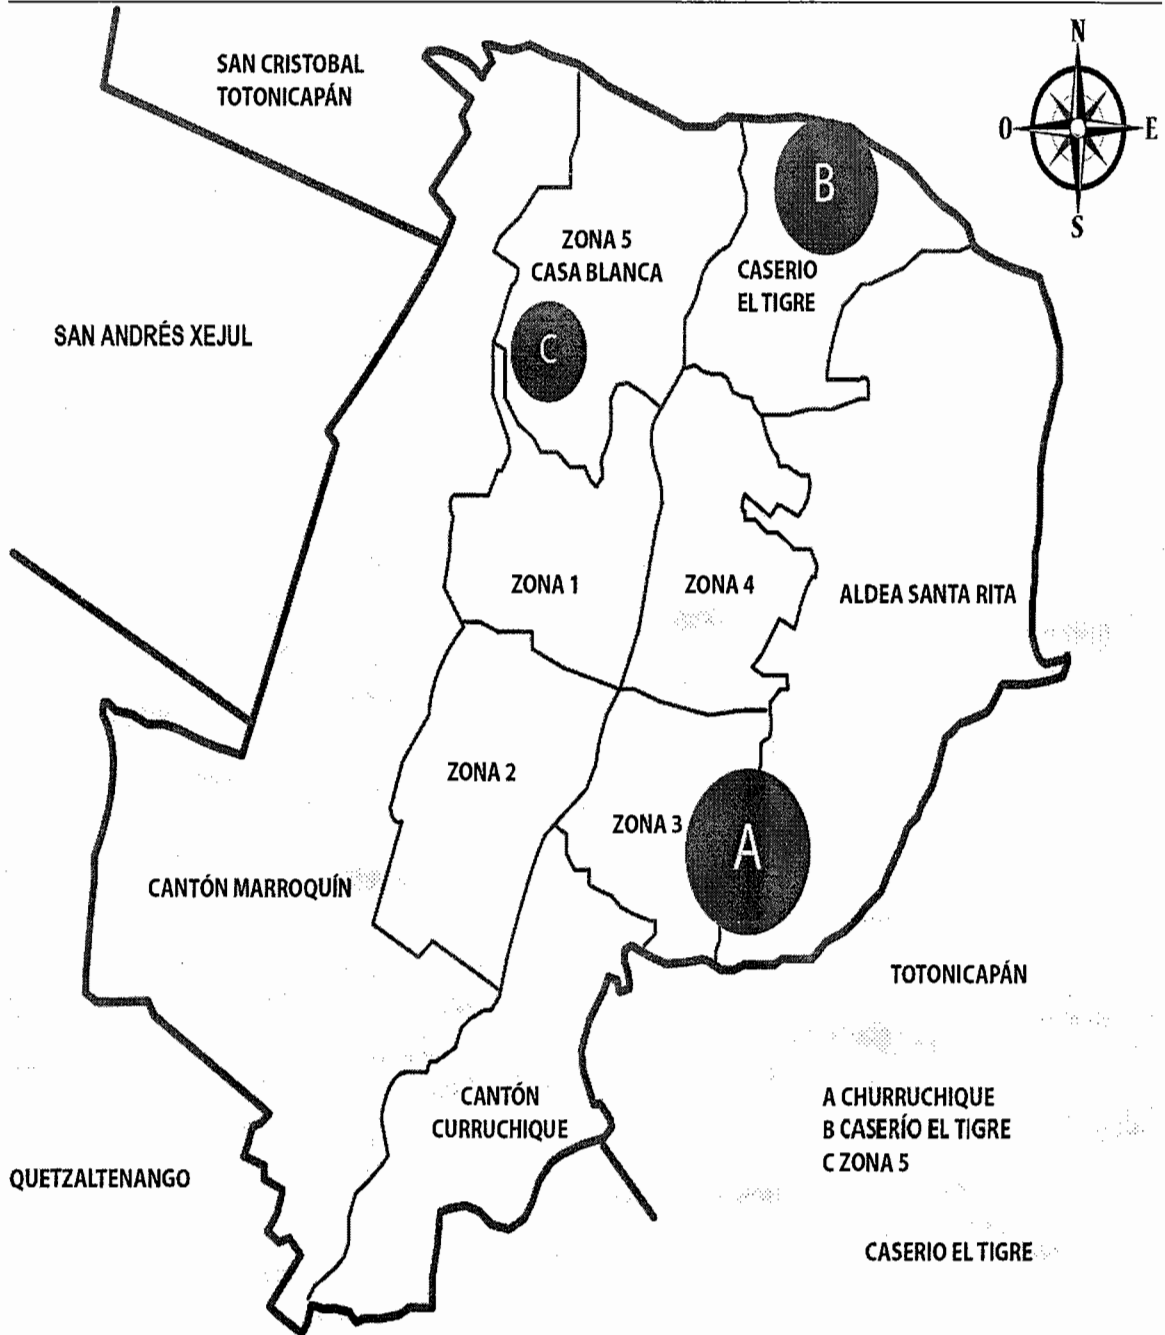 N
SAN CRISTOBAL
TOTONICAPÁN
O
E
B
S
ZONA 5
CASA BLANCA
CASERIO
EL TIGRE
SAN ANDRÉS XEJUL
C
ZONA 1
ZONA 4
ALDEA SANTA RITA
ZONA 2
ZONA 3
A
CANTÓN MARROQUÍN
TOTONICAPÁN
CANTÓN
CURRUCHIQUE
A CHURRUCHIQUE
B CASERÍO EL TIGRE
C ZONA 5
QUETZALTENANGO
CASERIO EL TIGRE